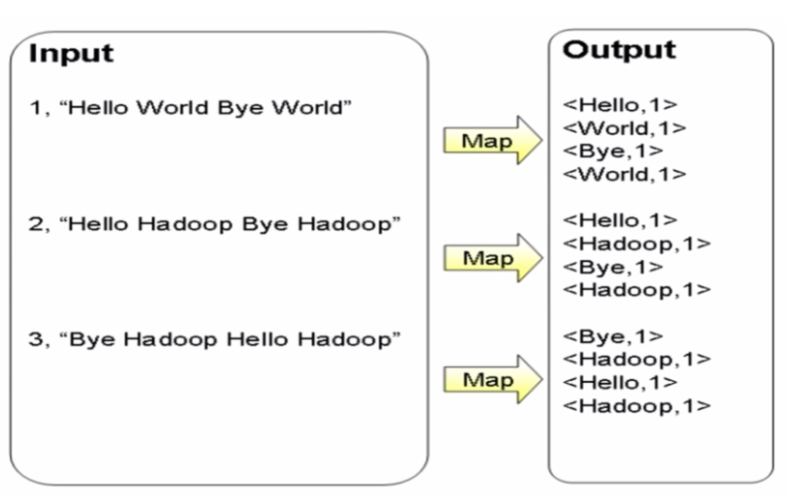 Input
1, “Hello World Bye World”
2, “Hello Hadoop Bye Hadoop”
3, “Bye Hadoop Hello Hadoop”
Map
Map
Map
Output
<Hello,1>
<World,1>
<Bye,1>
<World,1>
<Hello,1>
<Hadoop,1>
<Bye,1>
<Hadoop,1>
<Bye,1>
<Hadoop,1>
<Hello,1>
<Hadoop,1>